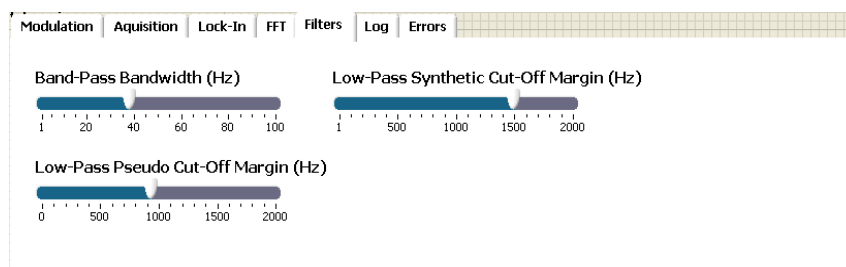 Modulation Aquisition Lock-In FFT Filters Log Errors
Band-Pass Bandwidth (Hz) Low-Pass Synthetic Cut-Off Margin (Hz)
1 20 40 60 80 100 1 500 1000 1500 2000
Low-Pass Pseudo Cut-Off Margin (Hz)
0 500 1000 1500 2000